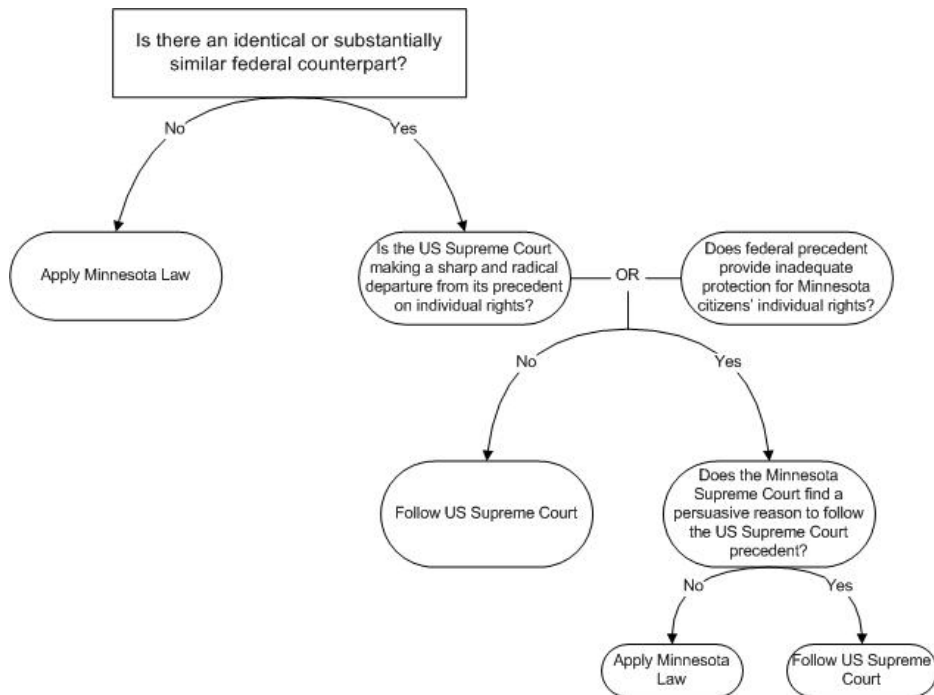 Is there an identical or substantially
similar federal counterpart?
No
Yes
Apply Minnesota Law
Is the US Supreme Court
making a sharp and radical
departure from its precedent
on individual rights?
OR
Does federal precedent
provide inadequate
protection for Minnesota
citizens' individual rights?
No
Yes
Follow US Supreme Court
Does the Minnesota
Supreme Court find a
persuasive reason to follow
the US Supreme Court
precedent?
No
Yes
Apply Minnesota
Law
Follow US Supreme
Court